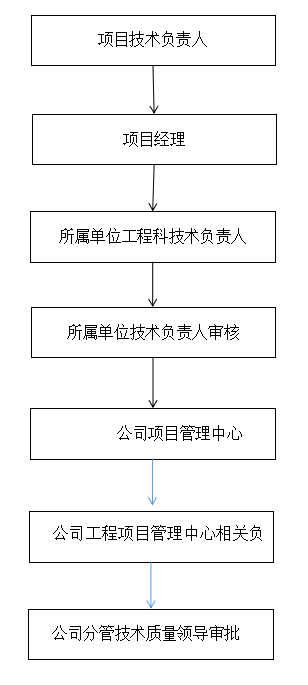 项目技术负责人
项目经理
所属单位工程科技术负责人
所属单位技术负责人审核
公司项目管理中心
公司工程项目管理中心相关负
公司分管技术质量领导审批